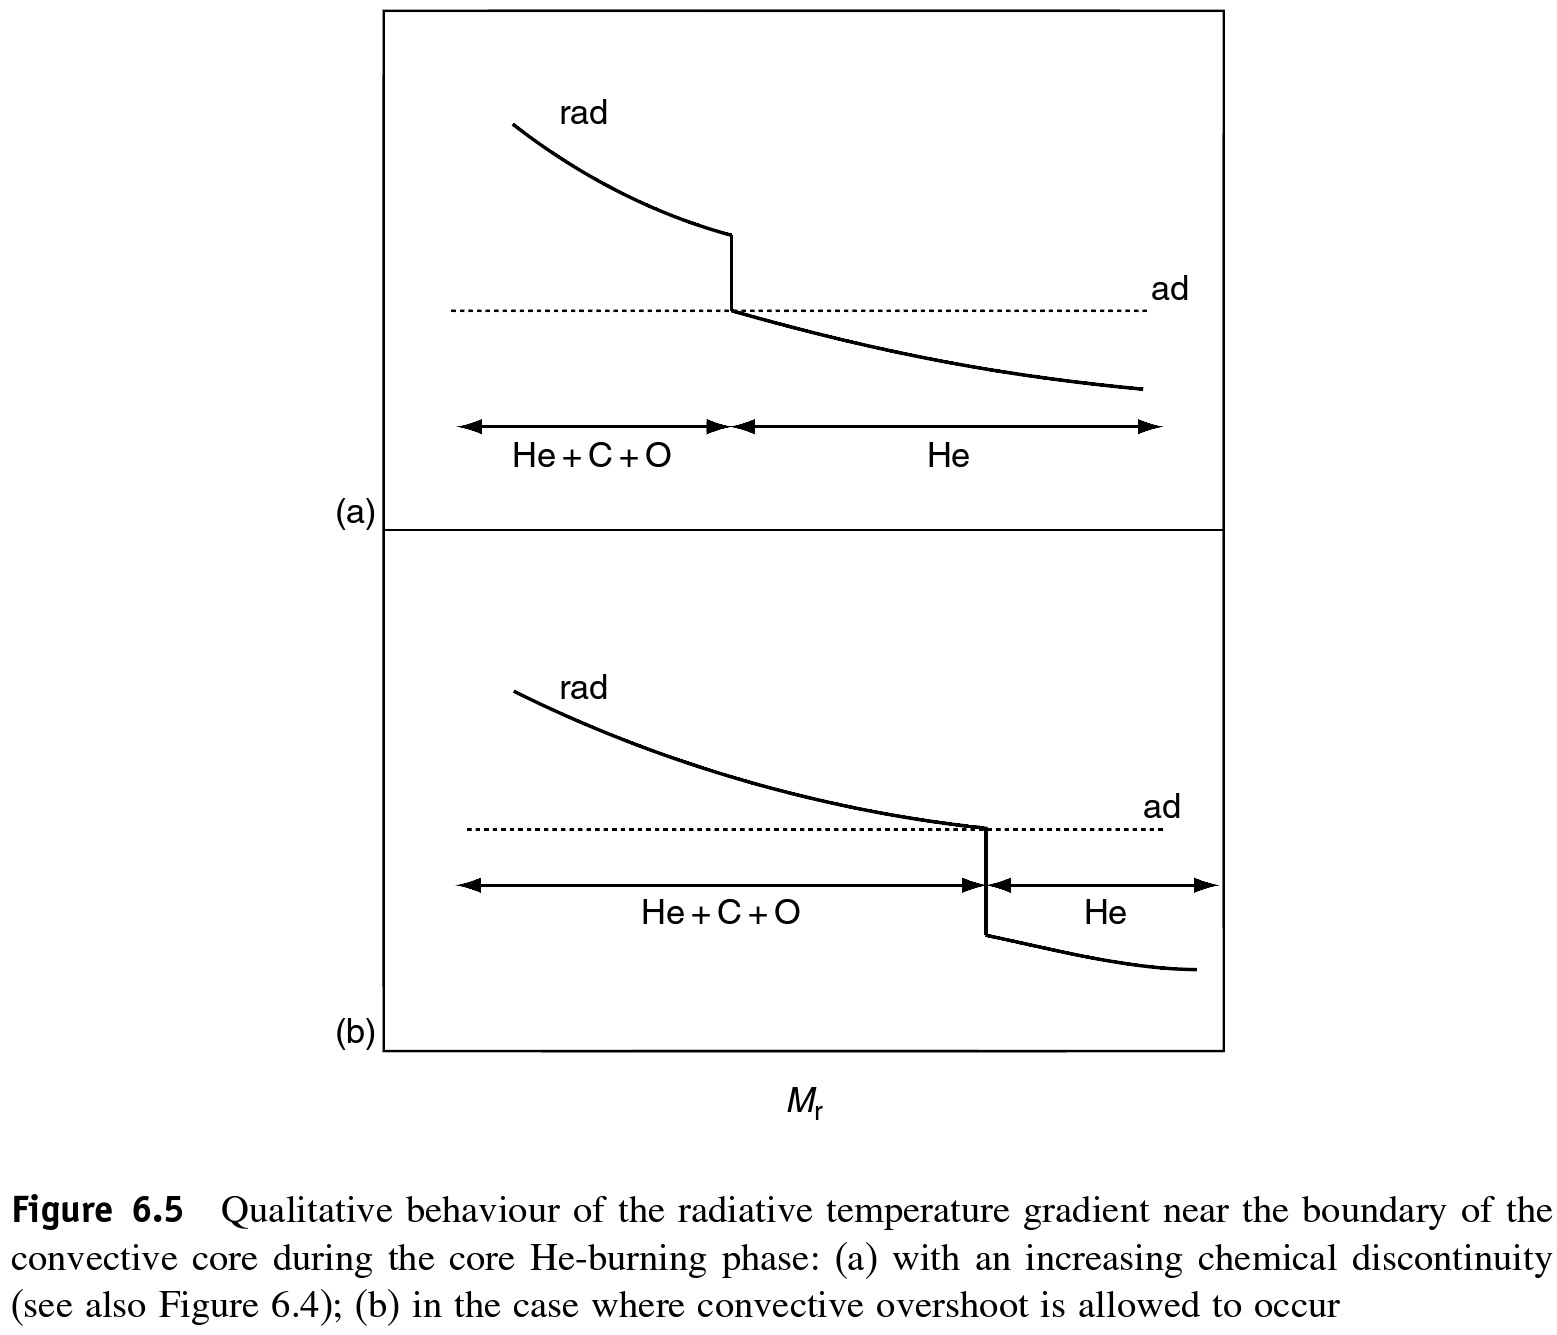 rad
ad
He + C + O
He
(a)
rad
ad
He + C + O
He
(b)
Mr
Figure 6.5 Qualitative behaviour of the radiative temperature gradient near the boundary of the
convective core during the core He-burning phase: (a) with an increasing chemical discontinuity
(see also Figure 6.4); (b) in the case where convective overshoot is allowed to occur